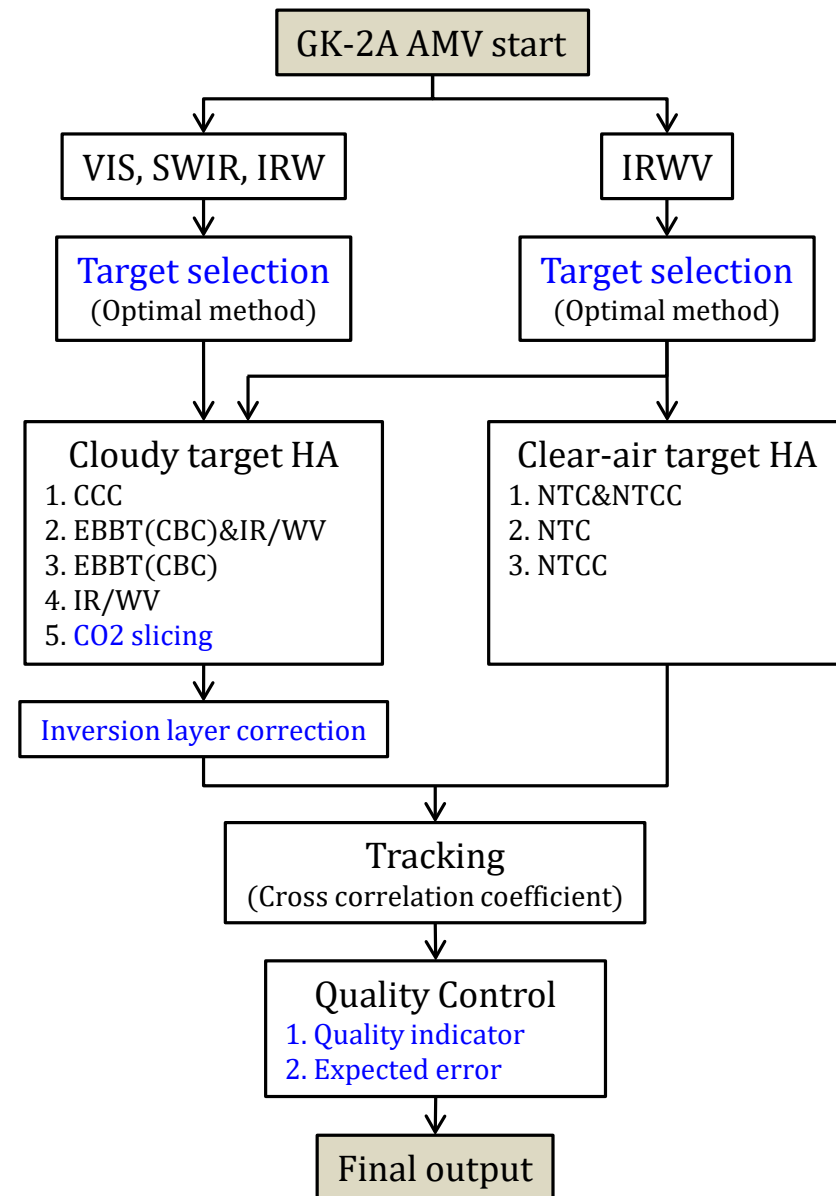 GK-2A AMV start
VIS, SWIR, IRW
IRWV
Target selection
(Optimal method)
Target selection
(Optimal method)
Cloudy target HA
1. CCC
2. EBBT(CBC)&IR/WV
3. EBBT(CBC)
4. IR/WV
5. CO2 slicing
Clear-air target HA
1. NTC&NTCC
2. NTC
3. NTCC
Inversion layer correction
Tracking
(Cross correlation coefficient)
Quality Control
1. Quality indicator
2. Expected error
Final output